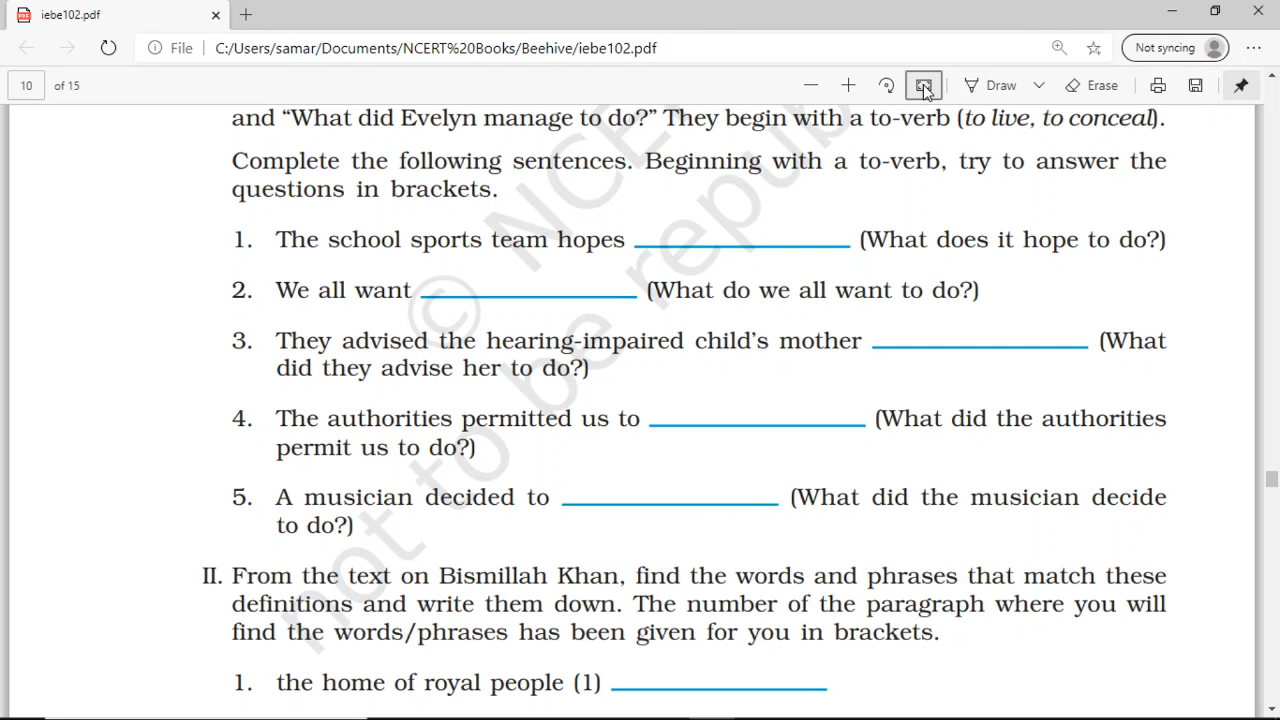 iebe102.pdf
File
C:/Users/samar/Documents/NCERT%20Books/Beehive/iebe102.pdf
Not syncing
10 of 15
Draw
Erase
and “What did Evelyn manage to do?” They begin with a to-verb (to live, to conceal).
Complete the following sentences. Beginning with a to-verb, try to answer the
questions in brackets.
1. The school sports team hopes (What does it hope to do?)
2. We all want (What do we all want to do?)
3. They advised the hearing-impaired child’s mother (What
did they advise her to do?)
4. The authorities permitted us to (What did the authorities
permit us to do?)
5. A musician decided to (What did the musician decide
to do?)
II. From the text on Bismillah Khan, find the words and phrases that match these
definitions and write them down. The number of the paragraph where you will
find the words/phrases has been given for you in brackets.
1. the home of royal people (1)
© NCE
not to be repub